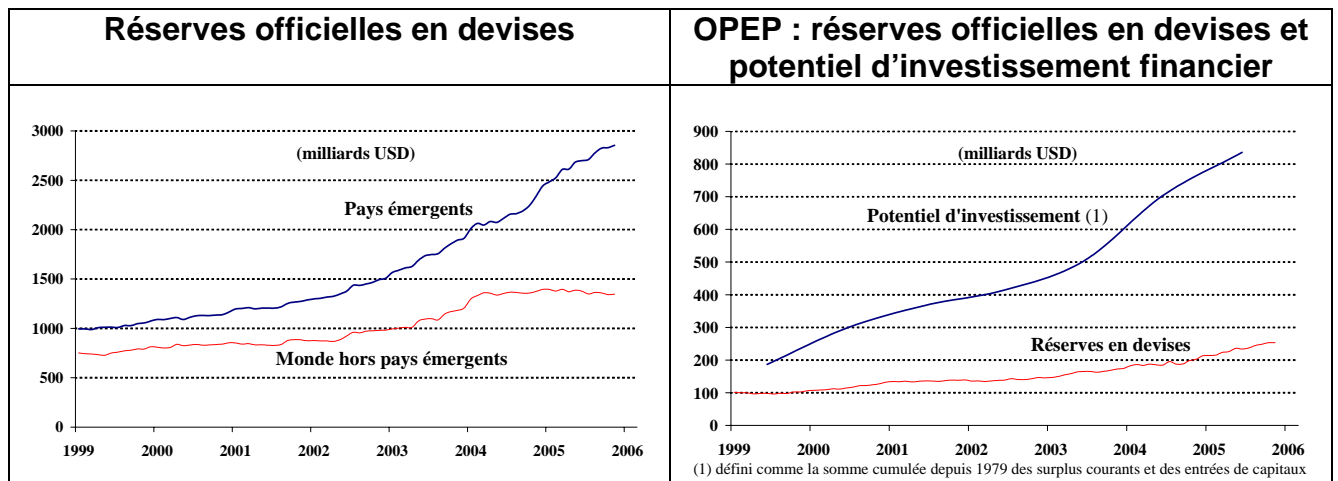 Réserves officielles en devises
OPEP : réserves officielles en devises et
potentiel d'investissement financier
3000
2500
2000
1500
1000
500
0
(milliards USD)
Pays émergents
Monde hors pays émergents
1999 2000 2001 2002 2003 2004 2005 2006
900
800
700
600
500
400
300
200
100
0
(milliards USD)
Potentiel d'investissement (1)
Réserves en devises
1999 2000 2001 2002 2003 2004 2005 2006
(1) défini comme la somme cumulée depuis 1979 des surplus courants et des entrées de capitaux